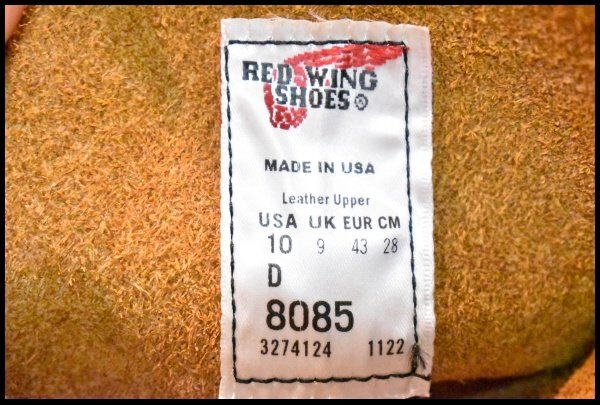 RED WING
SHOES®
MADE IN USA
Leather Upper
USA UK EUR CM
10 9 43 28
D
8085
3274124 1122